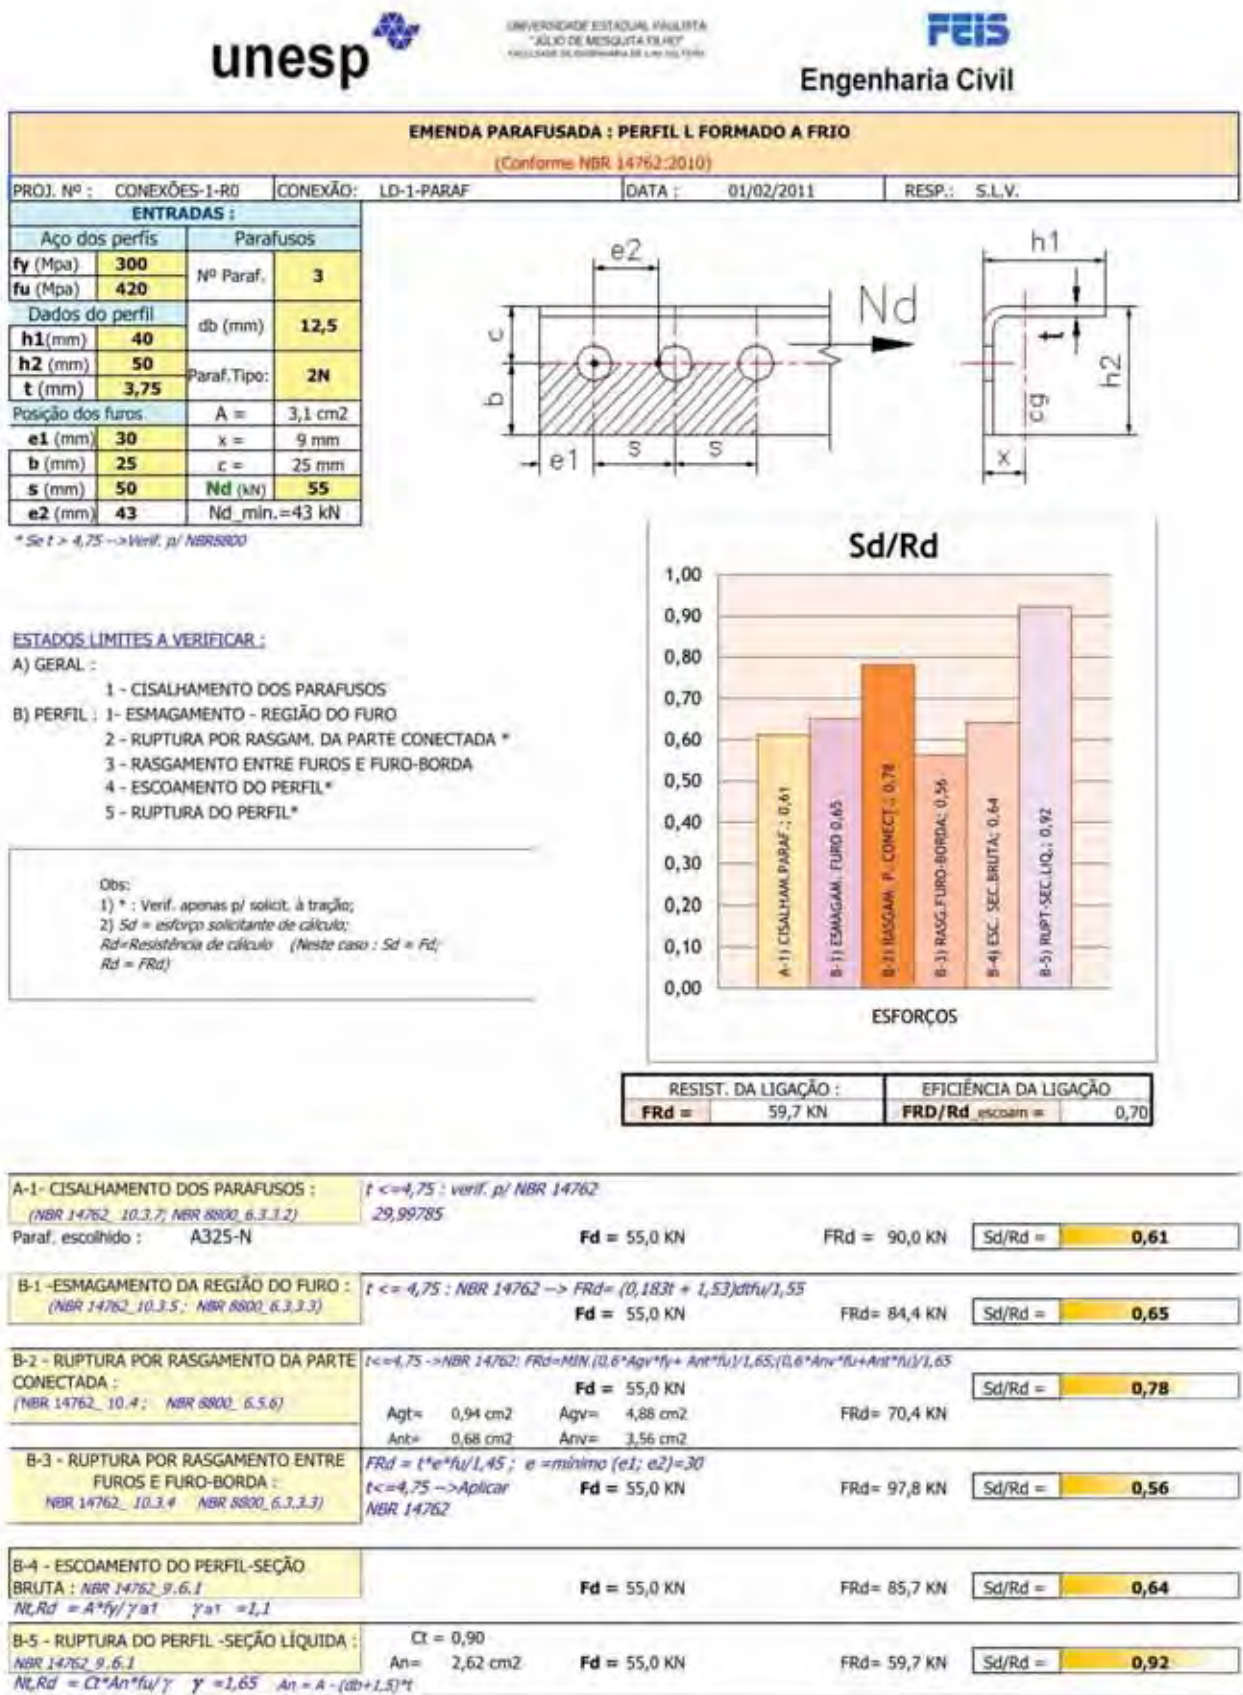 unesp
UNIVERSIDADE ESTADUAL PAULISTA
"JÚLIO DE MESQUITA FILHO"
FACULDADE DE ENGENHARIA DE ILHA SOLTEIRA
FEIS
Engenharia Civil
EMENDA PARAFUSADA : PERFIL L FORMADO A FRIO
(Conforme NBR 14762:2010)
PROJ. Nº : CONEXÕES-1-R0 CONEXÃO: LD-1-PARAF DATA : 01/02/2011 RESP.: S.L.V.
ENTRADAS :
Aço dos perfis Parafusos
fy (Mpa) 300 Nº Paraf. 3
fu (Mpa) 420
Dados do perfil db (mm) 12,5
h1(mm) 40
h2 (mm) 50 Paraf.Tipo: 2N
t (mm) 3,75
Posição dos furos A = 3,1 cm2
e1 (mm) 30 x = 9 mm
b (mm) 25 c = 25 mm
s (mm) 50 Nd (kN) 55
e2 (mm) 43 Nd_min.=43 kN
* Se t > 4,75 -->Verif. p/ NBR8800
e2
c
b
e1
s
s
Nd
h1
t
h2
cg
x
ESTADOS LIMITES A VERIFICAR :
A) GERAL :
1 - CISALHAMENTO DOS PARAFUSOS
B) PERFIL : 1- ESMAGAMENTO - REGIÃO DO FURO
2 - RUPTURA POR RASGAM. DA PARTE CONECTADA *
3 - RASGAMENTO ENTRE FUROS E FURO-BORDA
4 - ESCOAMENTO DO PERFIL*
5 - RUPTURA DO PERFIL*
Obs:
1) * : Verif. apenas p/ solicit. à tração;
2) Sd = esforço solicitante de cálculo;
Rd=Resistência de cálculo (Neste caso : Sd = Fd;
Rd = FRd)
Sd/Rd
1,00
0,90
0,80
0,70
0,60
0,50
0,40
0,30
0,20
0,10
0,00
A-1) CISALHAM.PARAF.; 0,61
B-1) ESMAGAM. FURO 0,65
B-2) RASGAM. P. CONECT.; 0,78
B-3) RASG.FURO-BORDA; 0,56
B-4) ESC. SEC.BRUTA; 0,64
B-5) RUPT-SEC.LIQ.; 0,92
ESFORÇOS
RESIST. DA LIGAÇÃO : EFICIÊNCIA DA LIGAÇÃO
FRd = 59,7 KN FRD/Rd_escoam = 0,70
A-1- CISALHAMENTO DOS PARAFUSOS : t <=4,75 : verif. p/ NBR 14762
(NBR 14762_ 10.3.7; NBR 8800_6.3.3.2) 29,99785
Paraf. escolhido : A325-N Fd = 55,0 KN FRd = 90,0 KN Sd/Rd = 0,61
B-1 -ESMAGAMENTO DA REGIÃO DO FURO : t <= 4,75 : NBR 14762 --> FRd= (0,183t + 1,53)dtfu/1,55
(NBR 14762_10.3.5 ; NBR 8800_6.3.3.3) Fd = 55,0 KN FRd= 84,4 KN Sd/Rd = 0,65
B-2 - RUPTURA POR RASGAMENTO DA PARTE t<=4,75 ->NBR 14762: FRd=MIN.(0,6*Agv*fy+ Ant*fu)/1,65;(0,6*Anv*fu+Ant*fu)/1,65
CONECTADA : Fd = 55,0 KN Sd/Rd = 0,78
(NBR 14762_ 10.4 ; NBR 8800_ 6.5.6) Agt= 0,94 cm2 Agv= 4,88 cm2 FRd= 70,4 KN
Ant= 0,68 cm2 Anv= 3,56 cm2
B-3 - RUPTURA POR RASGAMENTO ENTRE FRd = t*e*fu/1,45 ; e =mínimo (e1; e2)=30
FUROS E FURO-BORDA : t<=4,75 -->Aplicar Fd = 55,0 KN FRd= 97,8 KN Sd/Rd = 0,56
NBR 14762_ 10.3.4 NBR 8800_6.3.3.3) NBR 14762
B-4 - ESCOAMENTO DO PERFIL-SEÇÃO
BRUTA : NBR 14762_9.6.1 Fd = 55,0 KN FRd= 85,7 KN Sd/Rd = 0,64
Nt,Rd = A*fy/γa1 γa1 =1,1
B-5 - RUPTURA DO PERFIL -SEÇÃO LÍQUIDA : Ct = 0,90
NBR 14762_9.6.1 An= 2,62 cm2 Fd = 55,0 KN FRd= 59,7 KN Sd/Rd = 0,92
Nt,Rd = Ct*An*fu/γ γ =1,65 An = A - (db+1,5)*t